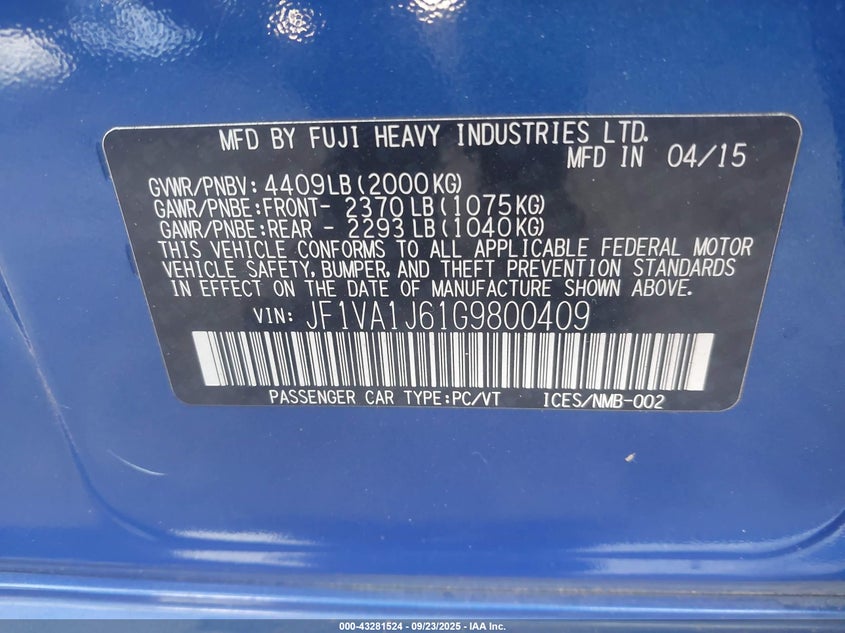 MFD BY FUJI HEAVY INDUSTRIES LTD.
MFD IN 04/15
GVWR/PNBV: 4409LB(2000KG)
GAWR/PNBE:FRONT- 2370LB(1075KG)
GAWR/PNBE:REAR - 2293LB(1040KG)
THIS VEHICLE CONFORMS TO ALL APPLICABLE FEDERAL MOTOR
VEHICLE SAFETY, BUMPER, AND THEFT PREVENTION STANDARDS
IN EFFECT ON THE DATE OF MANUFACTURE SHOWN ABOVE.
VIN: JF1VA1J61G9800409
PASSENGER CAR TYPE:PC/VT ICES/NMB-002
000-43281524 | 09/23/2025 - IAA Inc.